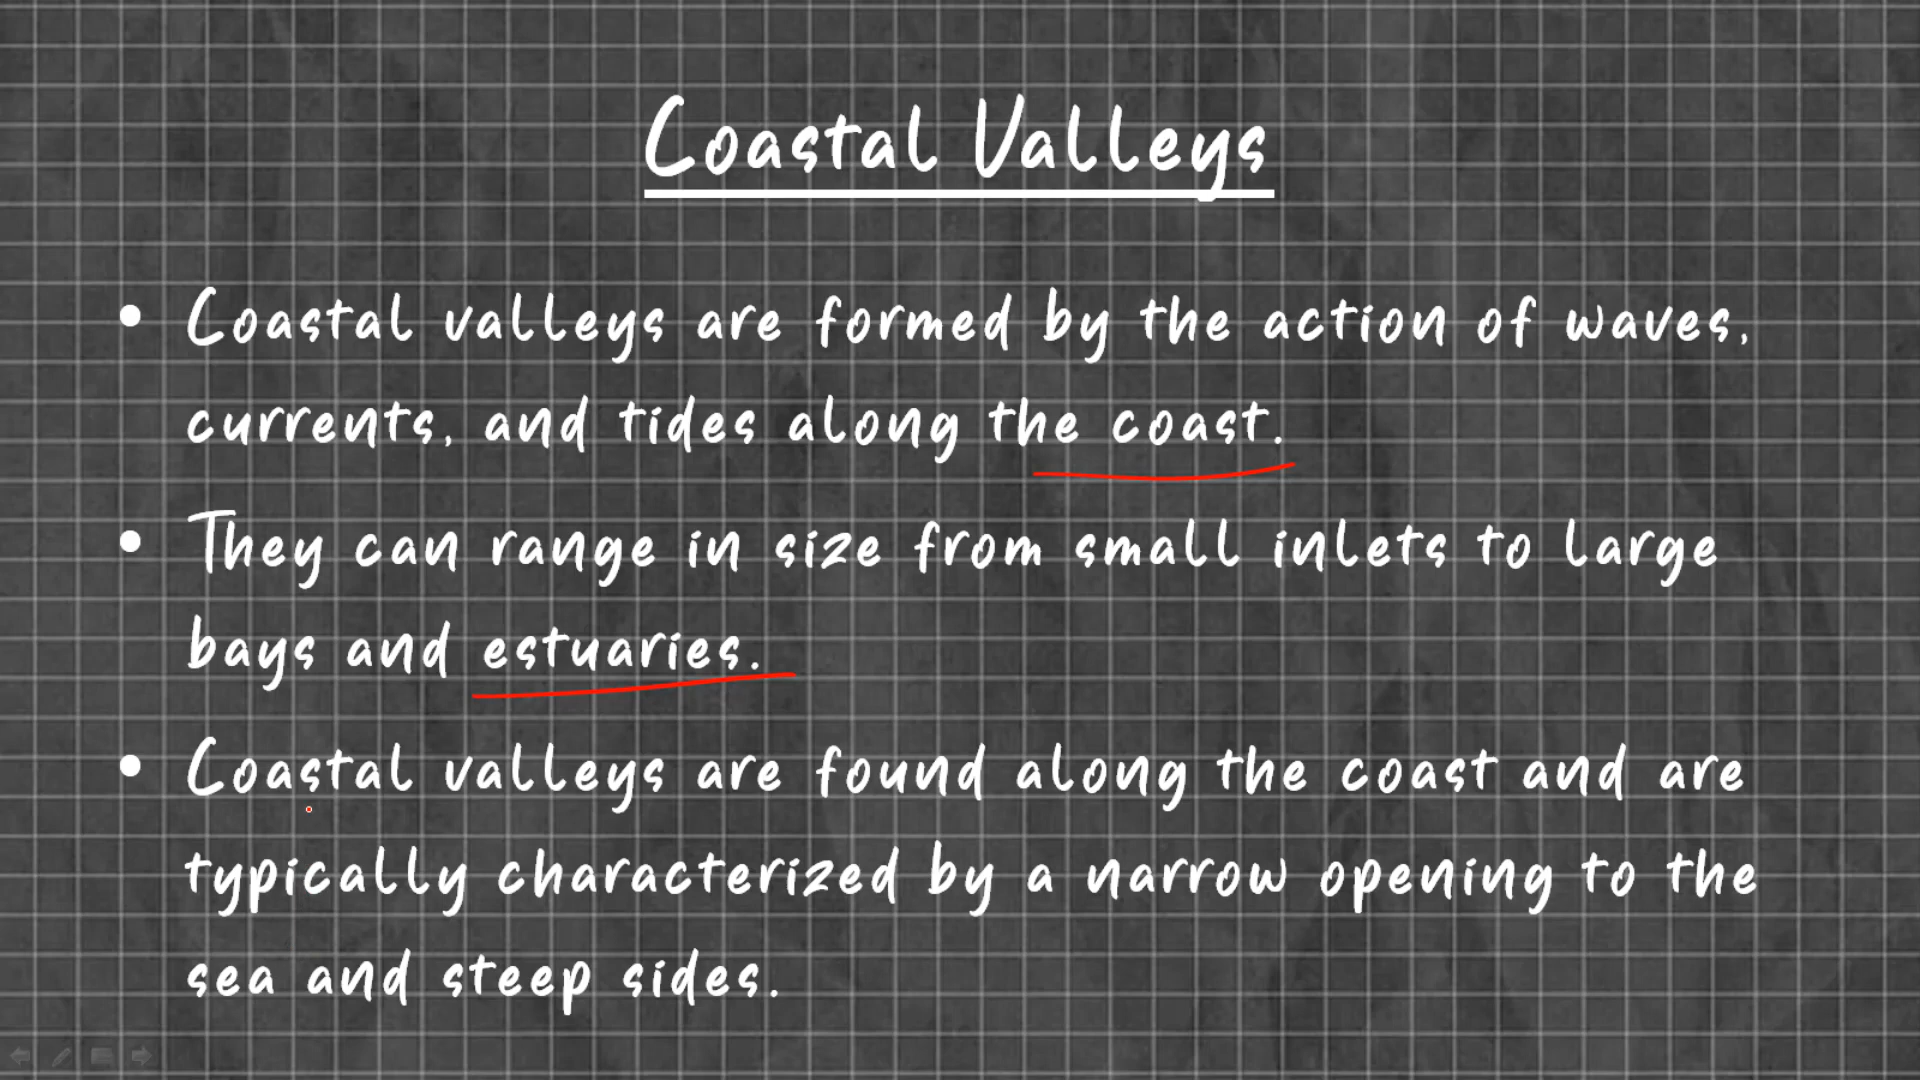 Coastal Valleys
• Coastal valleys are formed by the action of waves,
currents, and tides along the coast.
• They can range in size from small inlets to large
bays and estuaries.
• Coastal valleys are found along the coast and are
typically characterized by a narrow opening to the
sea and steep sides.